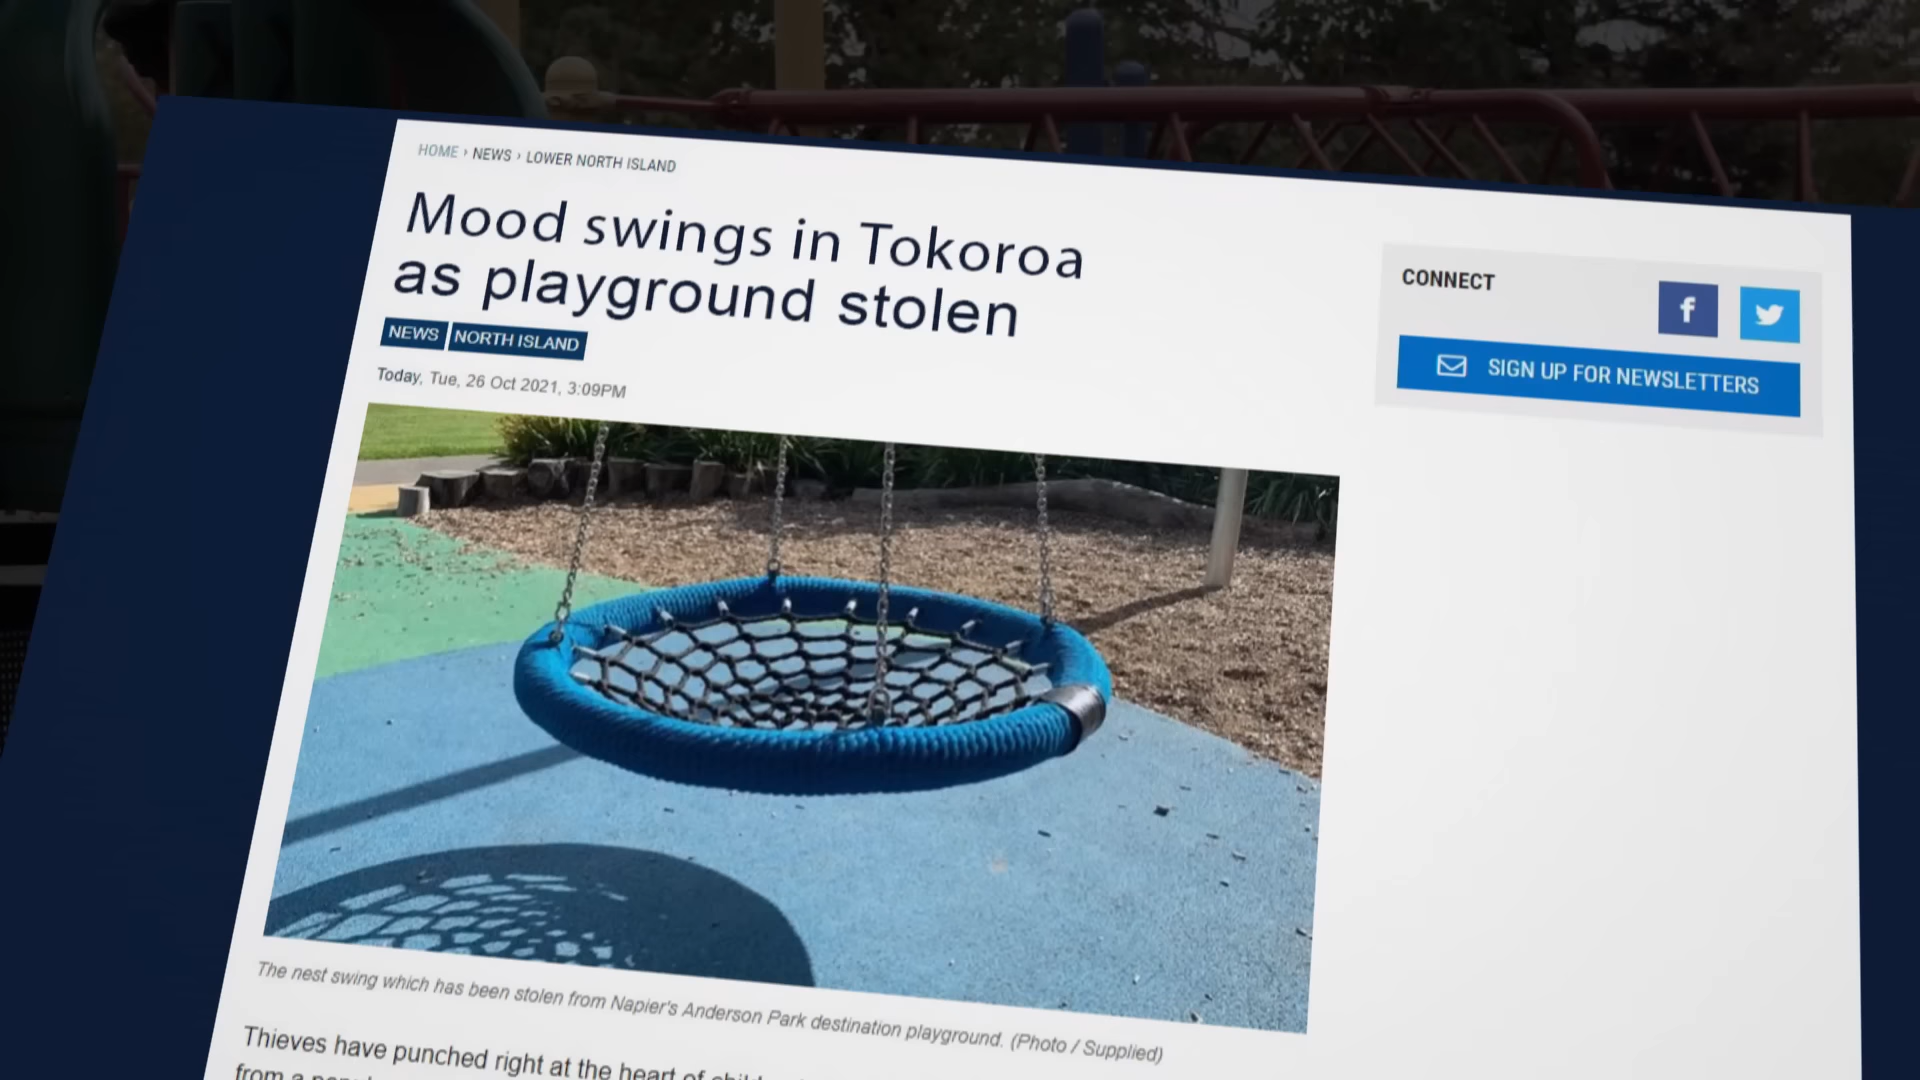 HOME › NEWS › LOWER NORTH ISLAND
Mood swings in Tokoroa
as playground stolen
NEWS NORTH ISLAND
Today, Tue, 26 Oct 2021, 3:09PM
CONNECT
f
SIGN UP FOR NEWSLETTERS
The nest swing which has been stolen from Napier's Anderson Park destination playground. (Photo / Supplied)
Thieves have punched right at the heart of
from a